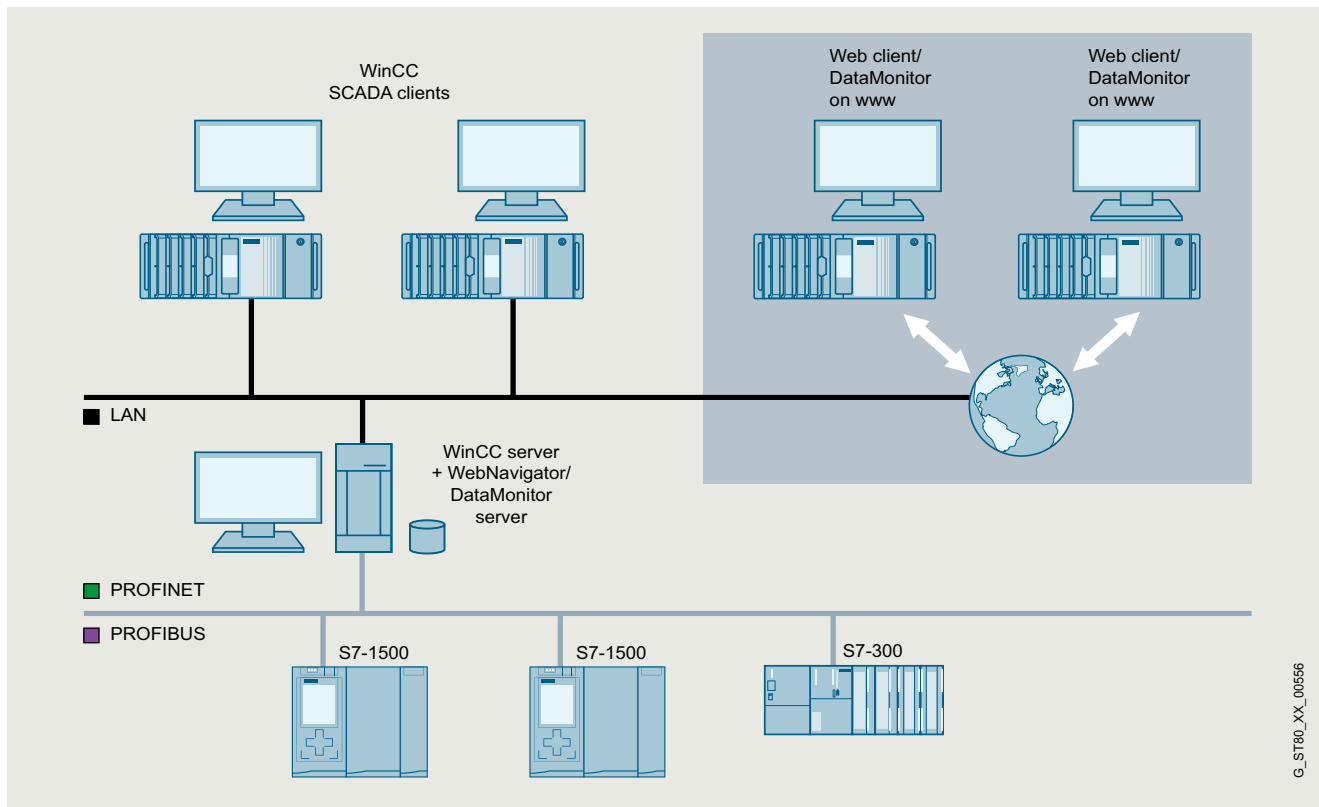 WinCC
SCADA clients
Web client/
DataMonitor
on www
Web client/
DataMonitor
on www
LAN
WinCC server
+ WebNavigator/
DataMonitor
server
PROFINET
PROFIBUS
S7-1500
S7-1500
S7-300
G_ST80_XX_00556